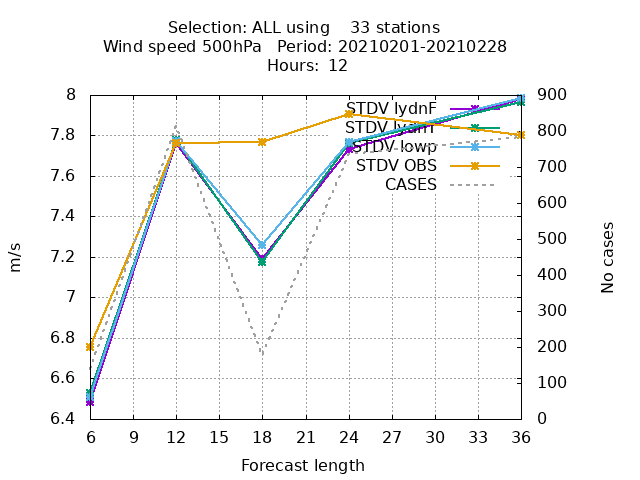 Selection: ALL using    33 stations
Wind speed 500hPa   Period: 20210201-20210228
Hours:  12
8
7.8
7.6
7.4
7.2
7
6.8
6.6
6.4
m/s
STDV lydnF
STDV
STDV lowp
STDV OBS
CASES
900
800
700
600
500
400
300
200
100
0
No cases
6 9 12 15 18 21 24 27 30 33 36
Forecast length